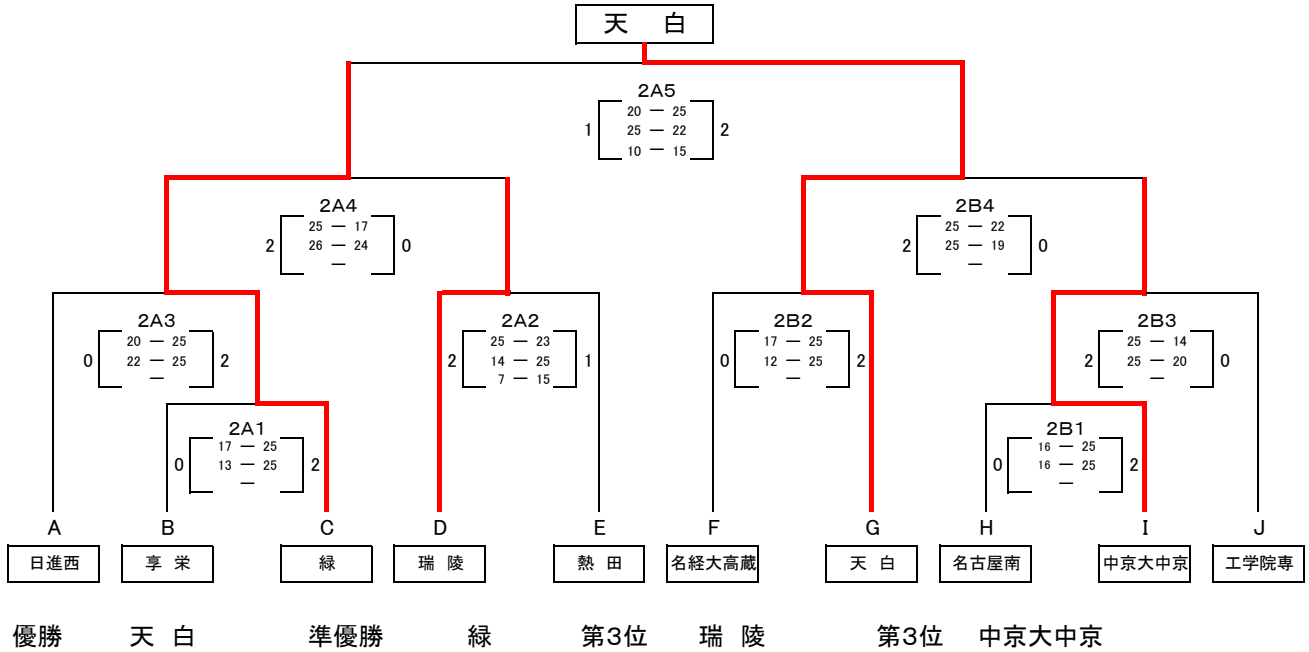 天 白
2A5
20 ― 25
1 25 ― 22 2
10 ― 15
2A4
25 ― 17
2 26 ― 24 0
―
2B4
25 ― 22
2 25 ― 19 0
―
2A3
20 ― 25
0 22 ― 25 2
―
2A2
25 ― 23
2 14 ― 25 1
7 ― 15
2B2
17 ― 25
0 12 ― 25 2
―
2B3
25 ― 14
2 25 ― 20 0
―
2A1
17 ― 25
0 13 ― 25 2
―
2B1
16 ― 25
0 16 ― 25 2
―
A B C D E F G H I J
日進西 享 栄 緑 瑞 陵 熱 田 名経大高蔵 天 白 名古屋南 中京大中京 工学院専
優勝 天 白 準優勝 緑 第3位 瑞 陵 第3位 中京大中京